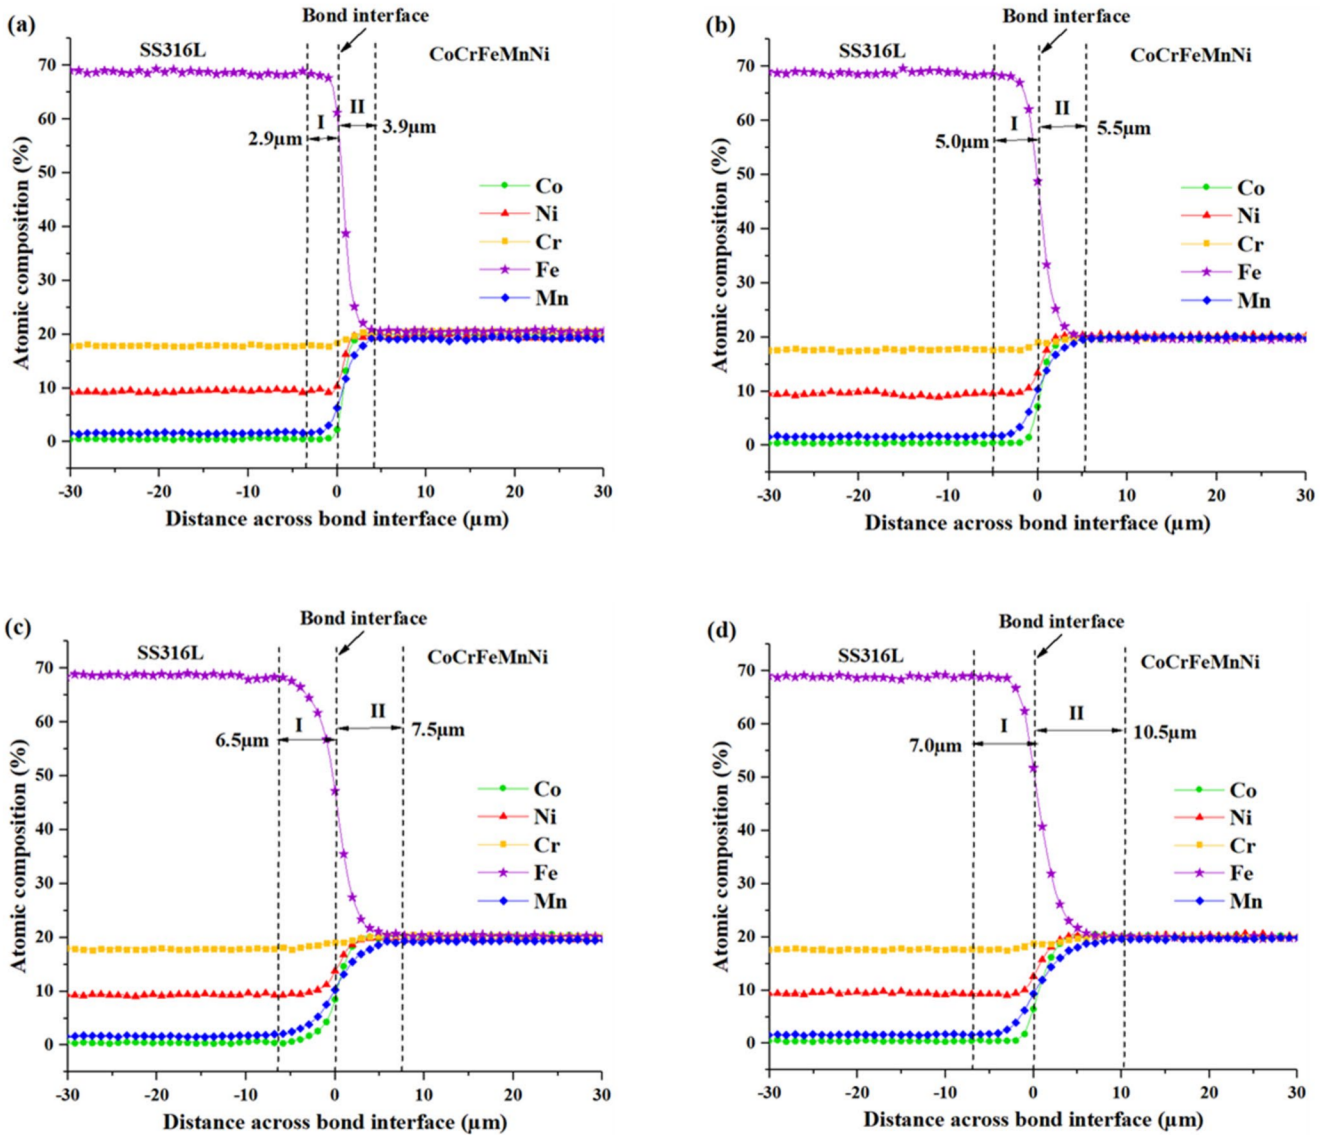 (a)
Bond interface
SS316L
CoCrFeMnNi
I
II
2.9µm
3.9µm
Co
Ni
Cr
Fe
Mn
Atomic composition (%)
70
60
50
40
30
20
10
0
-30 -20 -10 0 10 20 30
Distance across bond interface (µm)
(b)
Bond interface
SS316L
CoCrFeMnNi
I
II
5.0µm
5.5µm
Co
Ni
Cr
Fe
Mn
Atomic composition (%)
70
60
50
40
30
20
10
0
-30 -20 -10 0 10 20 30
Distance across bond interface (µm)
(c)
Bond interface
SS316L
CoCrFeMnNi
I
II
6.5µm
7.5µm
Co
Ni
Cr
Fe
Mn
Atomic composition (%)
70
60
50
40
30
20
10
0
-30 -20 -10 0 10 20 30
Distance across bond interface (µm)
(d)
Bond interface
SS316L
CoCrFeMnNi
I
II
7.0µm
10.5µm
Co
Ni
Cr
Fe
Mn
Atomic composition (%)
70
60
50
40
30
20
10
0
-30 -20 -10 0 10 20 30
Distance across bond interface (µm)